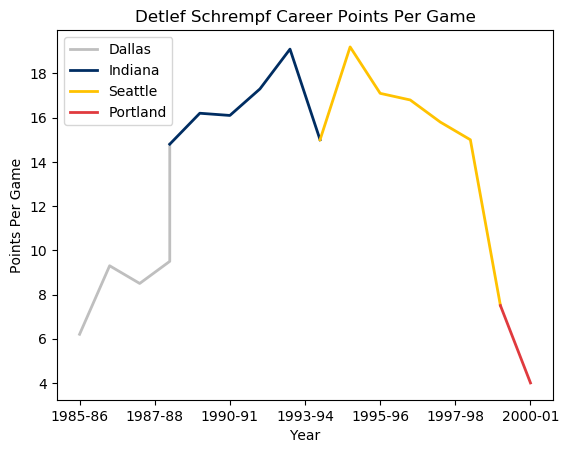 Detlef Schrempf Career Points Per Game
Dallas
Indiana
Seattle
Portland
Points Per Game
18
16
14
12
10
8
6
4
1985-86
1987-88
1990-91
1993-94
1995-96
1997-98
2000-01
Year